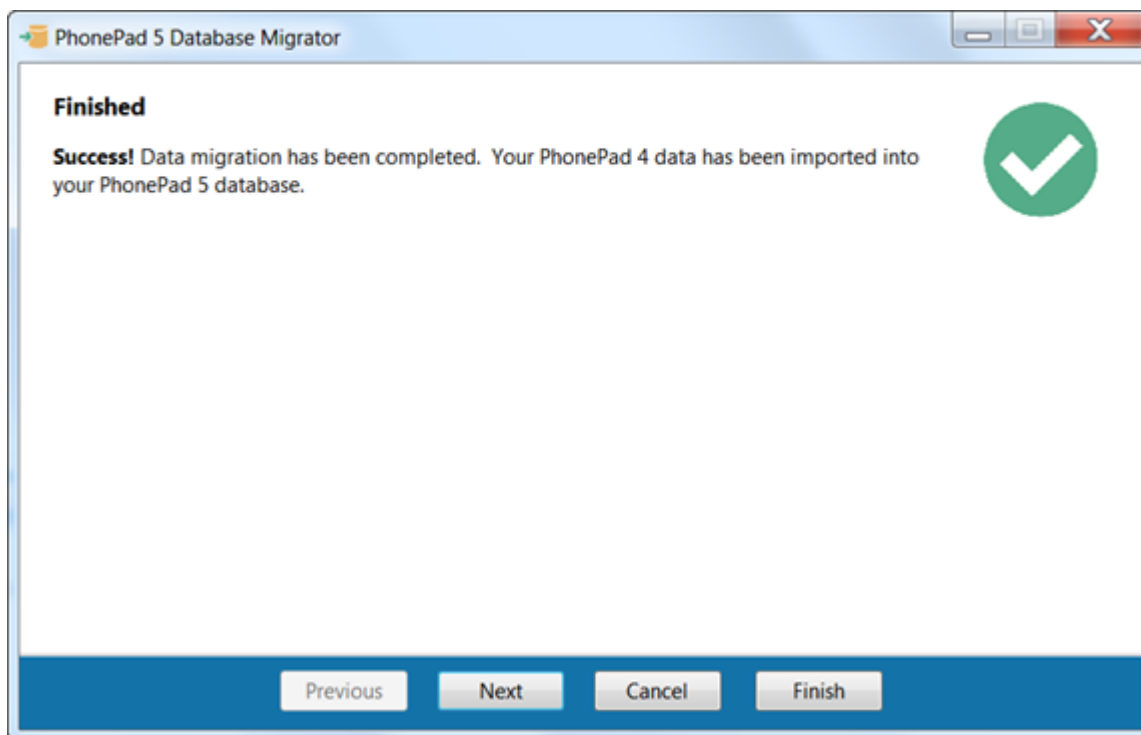 PhonePad 5 Database Migrator
Finished
Success! Data migration has been completed.  Your PhonePad 4 data has been imported into
your PhonePad 5 database.
Previous
Next
Cancel
Finish